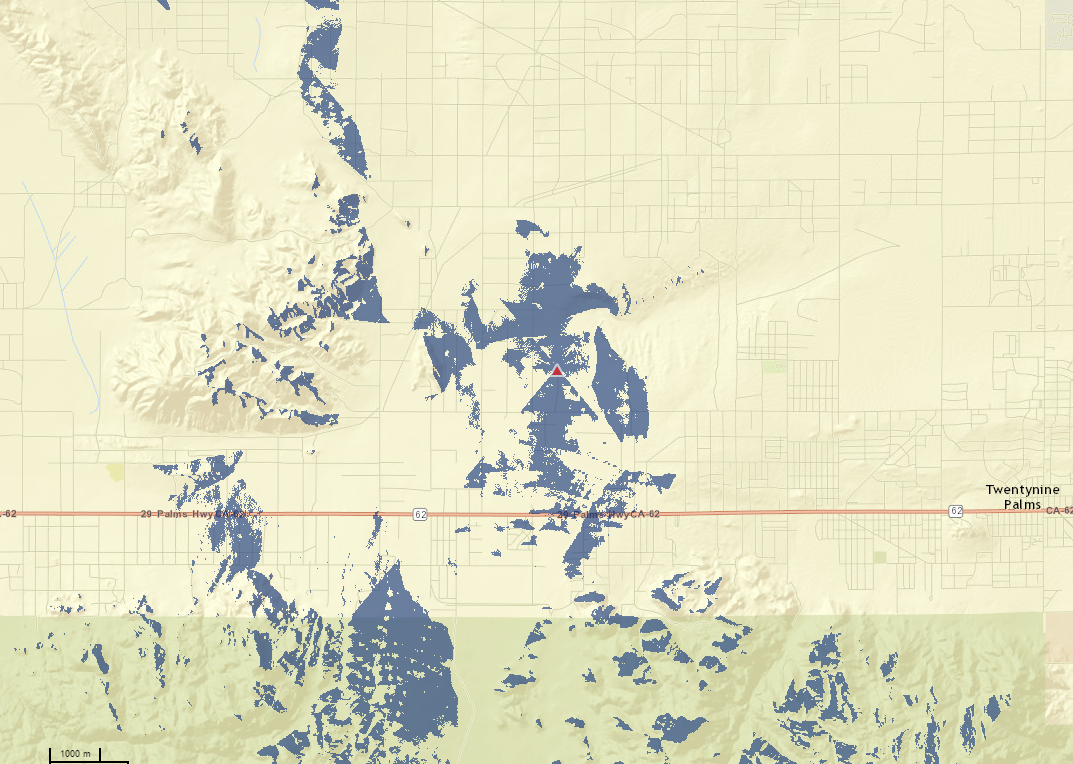 Twentynine
Palms
-62
29 Palms Hwy CA-62
62
29 Palms Hwy CA-62
62
CA-62
1000 m